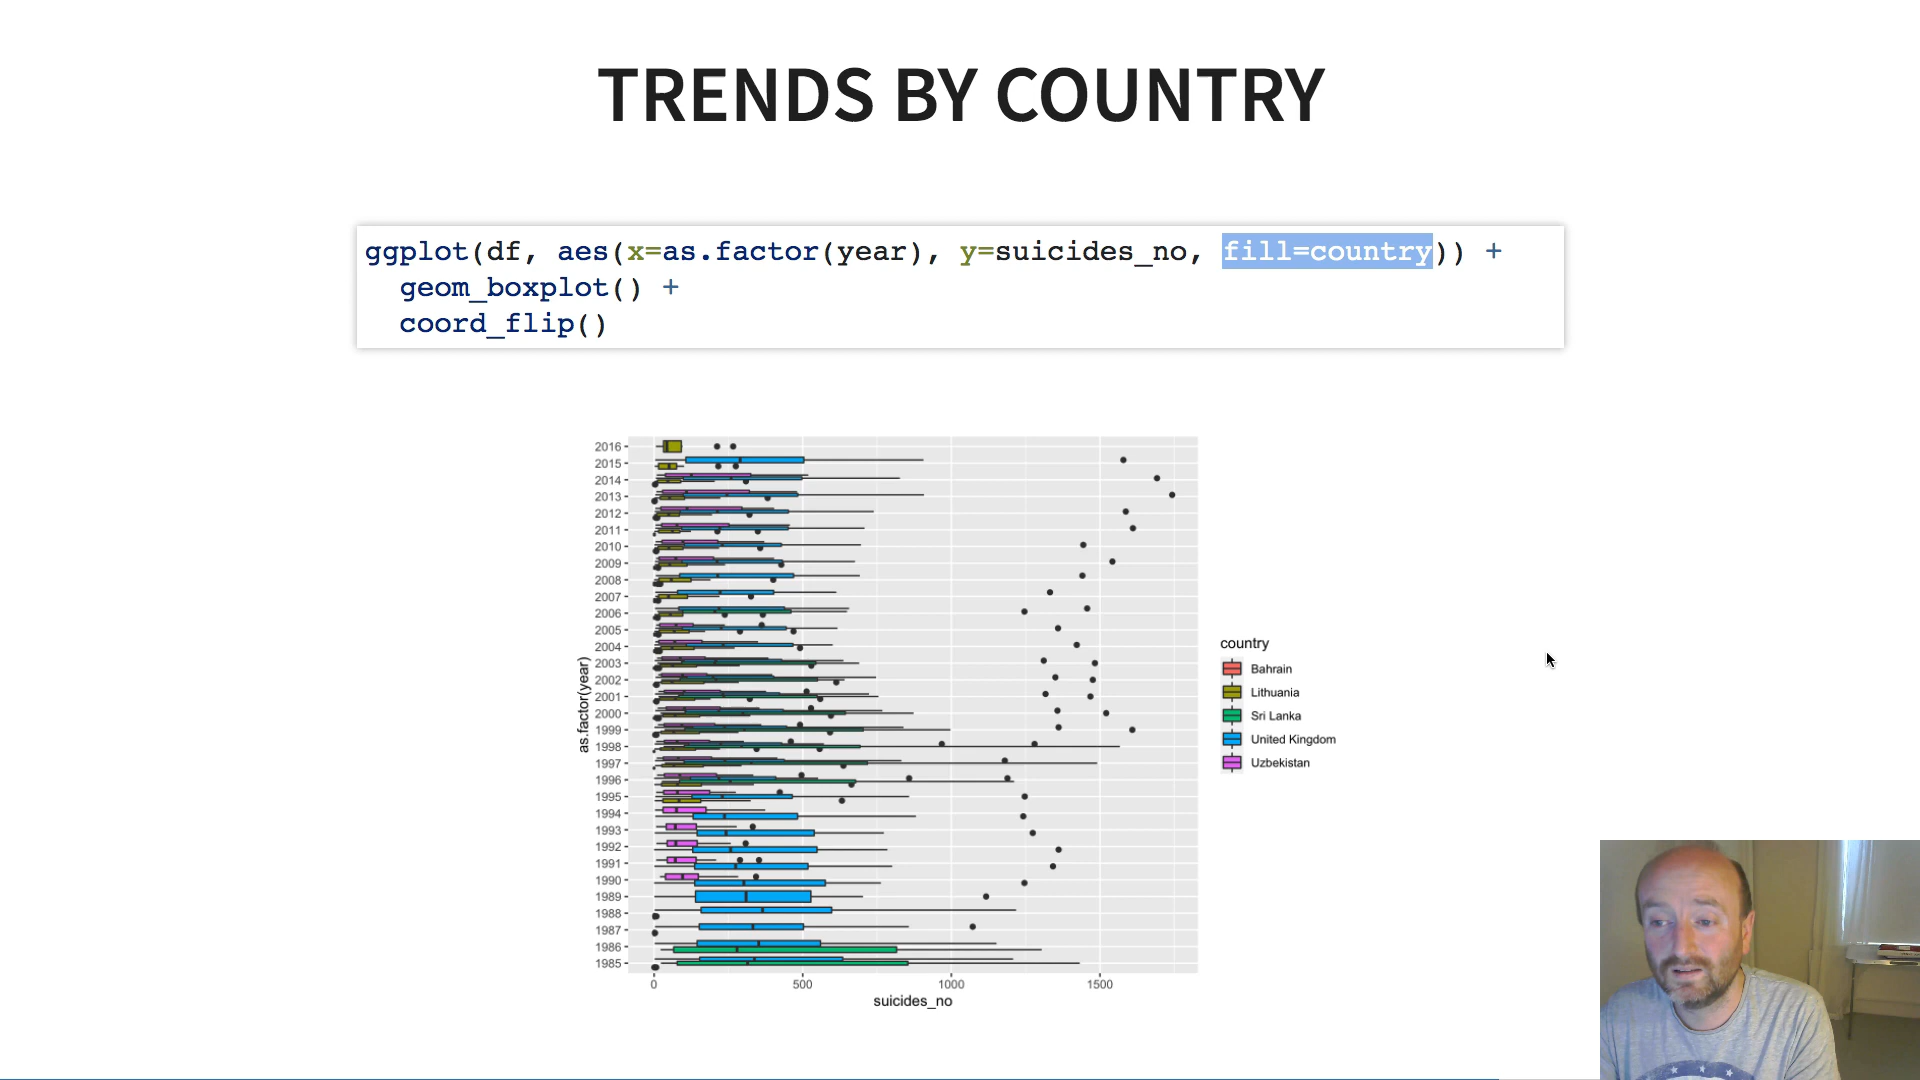 TRENDS BY COUNTRY
ggplot(df, aes(x=as.factor(year), y=suicides_no, fill=country)) +
geom_boxplot() +
coord_flip()
2016
2015
2014
2013
2012
2011
2010
2009
2008
2007
2006
2005
2004
2003
2002
2001
2000
1999
1998
1997
1996
1995
1994
1993
1992
1991
1990
1989
1988
1987
1986
1985
as.factor(year)
0 500 1000 1500
suicides_no
country
Bahrain
Lithuania
Sri Lanka
United Kingdom
Uzbekistan